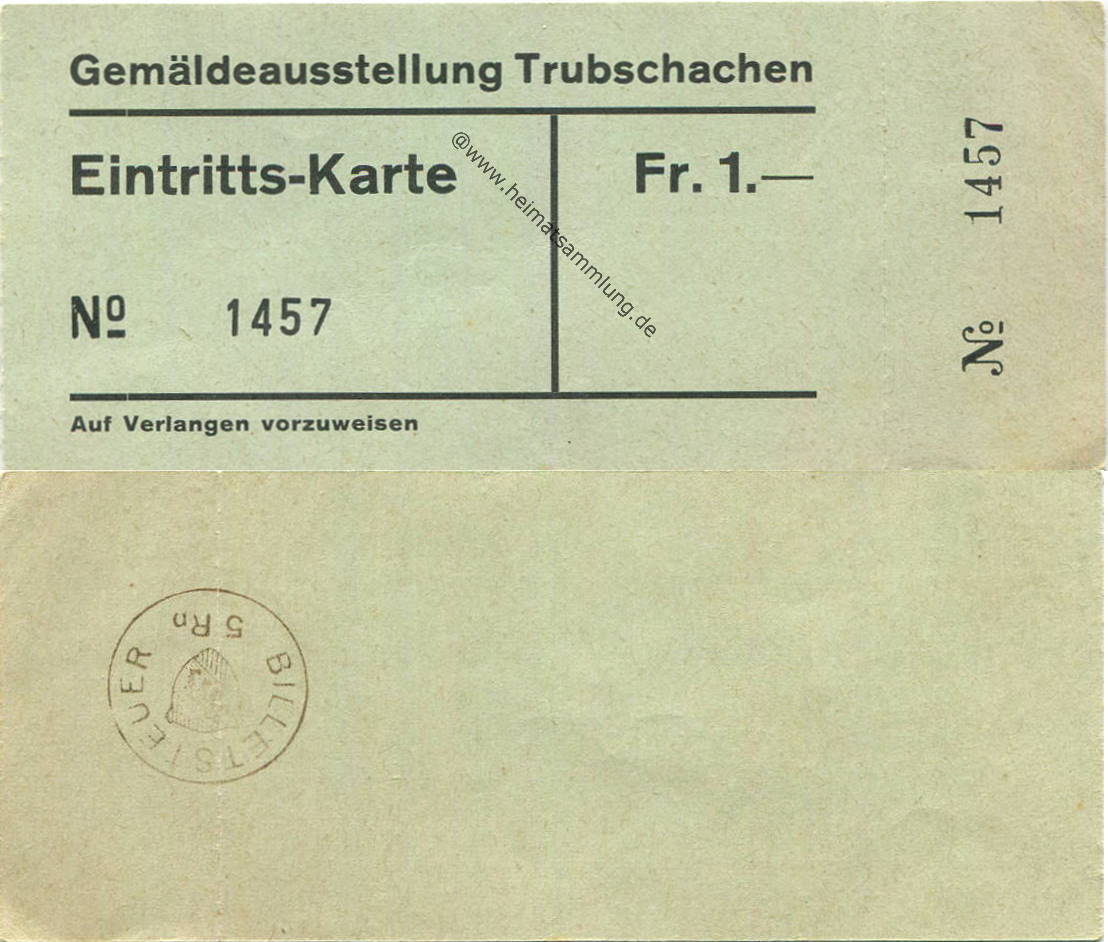 Gemäldeausstellung Trubschachen
Eintritts-Karte
Fr. 1.—
Nº 1457
Auf Verlangen vorzuweisen
Nº 1457
@www.heimatsammlung.de
BILLETSTEUER
5 Rp